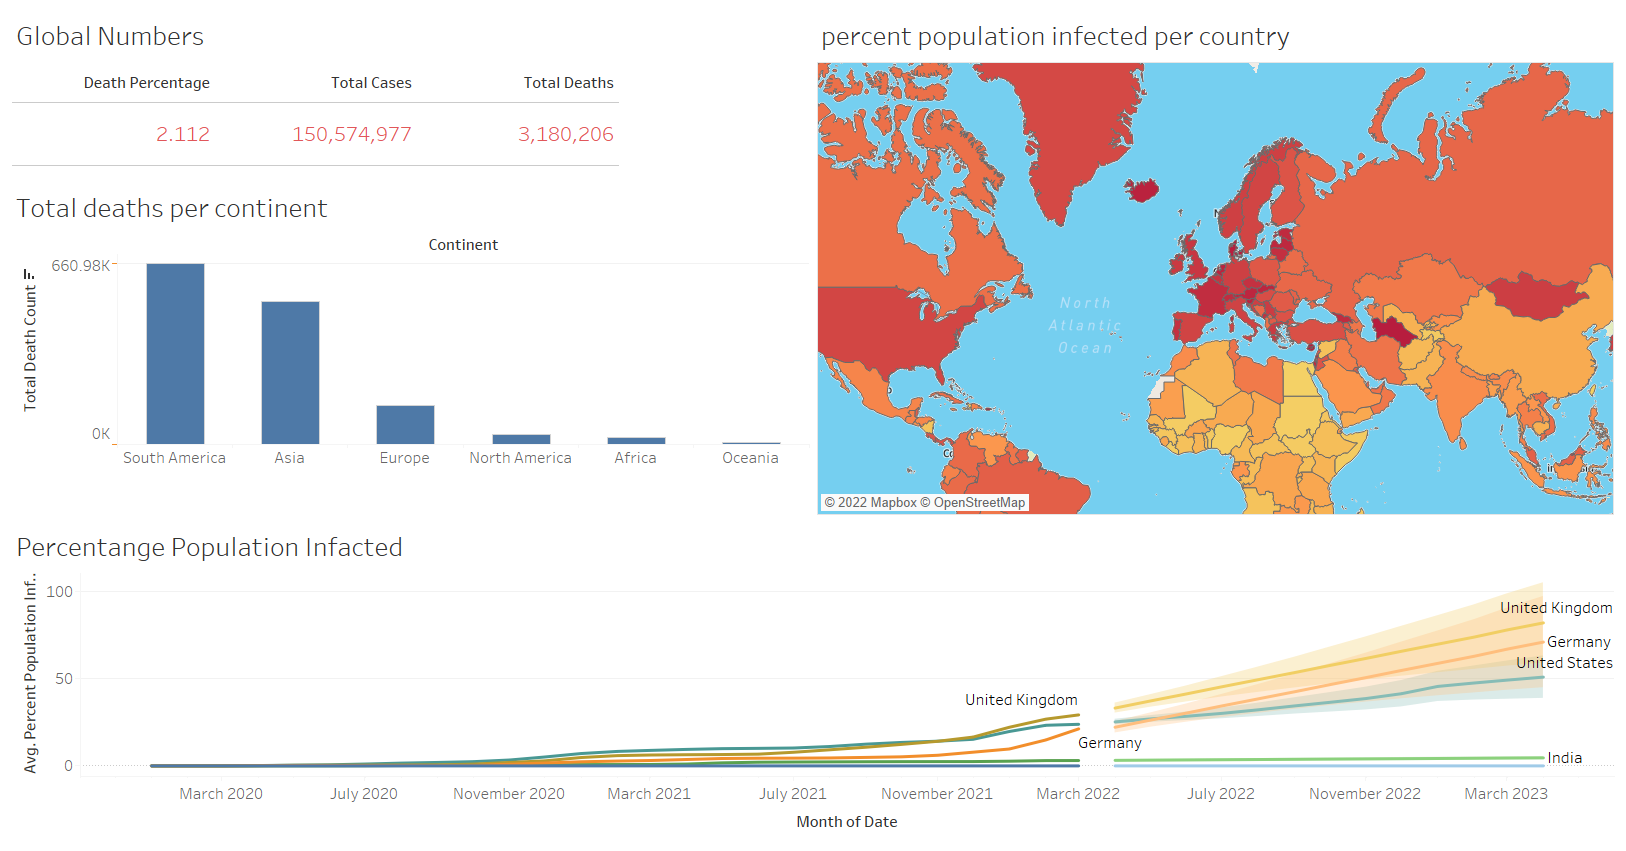 Global Numbers
Death Percentage Total Cases Total Deaths
2.112 150,574,977 3,180,206
Total deaths per continent
Continent
Total Death Count
660.98K
0K
South America Asia Europe North America Africa Oceania
percent population infected per country
North
Atlantic
Ocean
© 2022 Mapbox © OpenStreetMap
Percentange Population Infacted
Avg. Percent Population Inf..
100
50
0
United Kingdom
Germany
United Kingdom
Germany
United States
India
March 2020 July 2020 November 2020 March 2021 July 2021 November 2021 March 2022 July 2022 November 2022 March 2023
Month of Date